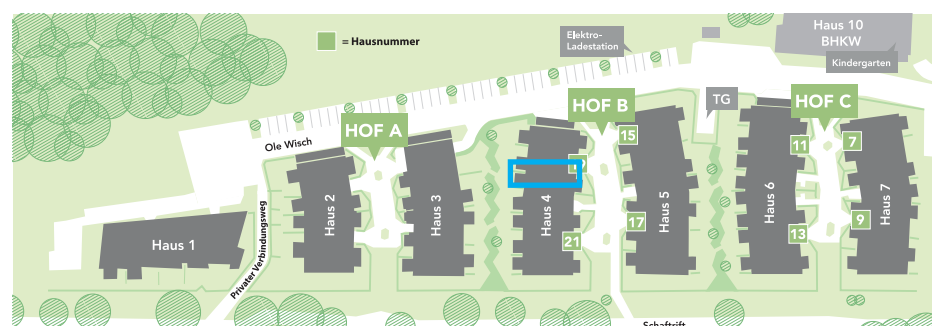 Haus 10
BHKW
Elektro-
Ladestation
= Hausnummer
Kindergarten
TG
HOF C
HOF B
HOF A
15
11
7
Ole Wisch
Haus 2
Haus 3
Haus 4
Haus 5
Haus 6
Haus 7
17
9
13
21
Haus 1
Privater Verbindungsweg
Schaftrift